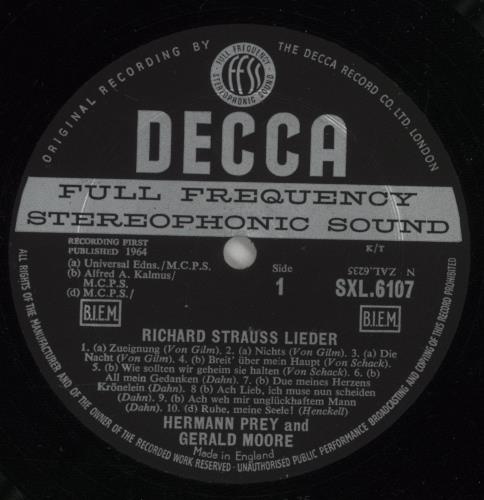 ORIGINAL RECORDING BY THE DECCA RECORD CO. LTD. LONDON
FULL FREQUENCY
FFSS
STEREOPHONIC SOUND
DECCA
FULL FREQUENCY
STEREOPHONIC SOUND
RECORDING FIRST
PUBLISHED 1964
K/T
(a) Universal Edns./M.C.P.S.
(b) Alfred A. Kalmus/
M.C.P.S.
(d) M.C.P.S./
Side
1
ZAL.6235 N
SXL.6107
B.I.E.M.
B.I.E.M.
RICHARD STRAUSS LIEDER
1. (a) Zueignung (Von Gilm). 2. (a) Nichts (Von Gilm). 3. (a) Die
Nacht (Von Gilm). 4. (b) Breit' über mein Haupt (Von Schack).
5. (b) Wie sollten wir geheim sie halten (Von Schack). 6. (b)
All mein Gedanken (Dahn). 7. (b) Due meines Herzens
Krönelein (Dahn). 8 (b) Ach Lieb, ich muss nun scheiden
(Dahn). 9. (b) Ach weh mir unglückhaftem Mann
(Dahn). 10. (d) Ruhe, meine Seele! (Henckell)
HERMANN PREY and
GERALD MOORE
Made in England
ALL RIGHTS OF THE MANUFACTURER AND OF THE OWNER OF THE RECORDED WORK RESERVED · UNAUTHORISED PUBLIC PERFORMANCE BROADCASTING AND COPYING OF THIS RECORD PROHIBITED